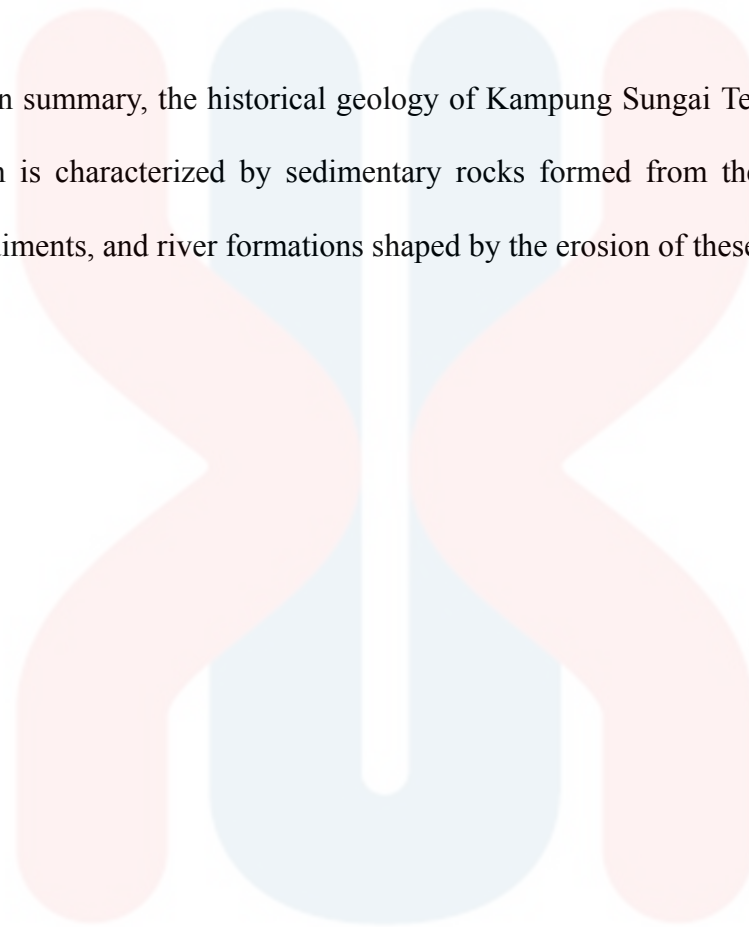 n summary, the historical geology of Kampung Sungai Te
n is characterized by sedimentary rocks formed from the
iments, and river formations shaped by the erosion of these